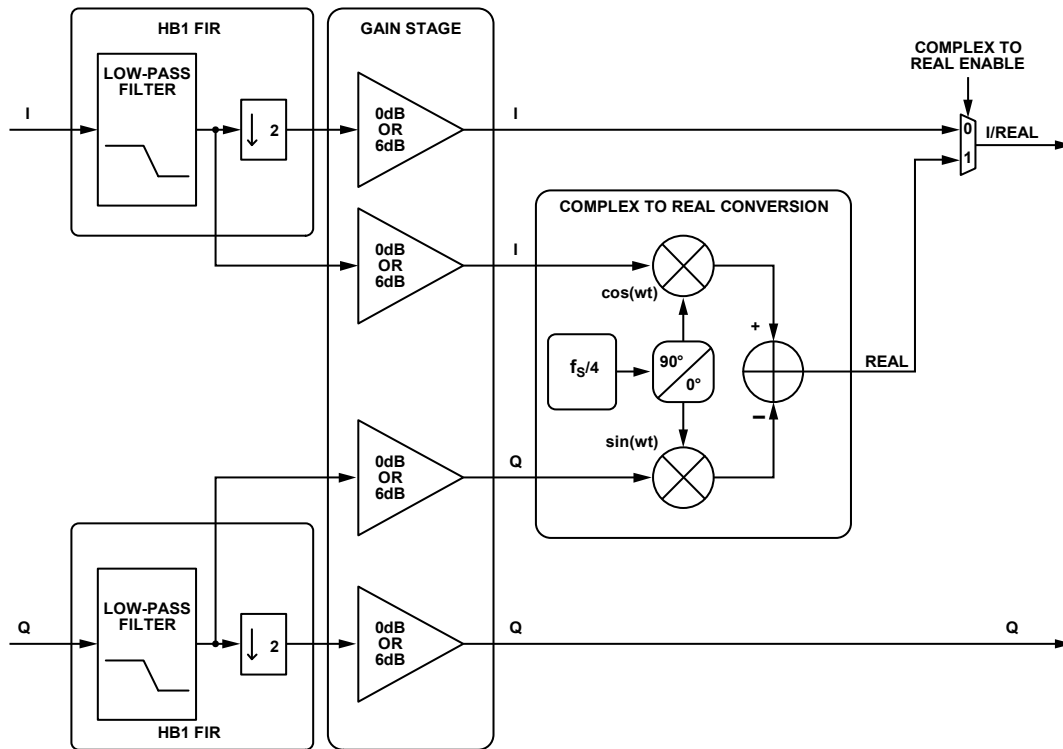 HB1 FIR
GAIN STAGE
LOW-PASS
FILTER
I
2
0dB
OR
6dB
I
COMPLEX TO
REAL ENABLE
0
1
I/REAL
0dB
OR
6dB
I
COMPLEX TO REAL CONVERSION
cos(wt)
+
fS/4
90°
0°
REAL
–
sin(wt)
0dB
OR
6dB
Q
LOW-PASS
FILTER
Q
2
HB1 FIR
0dB
OR
6dB
Q
Q